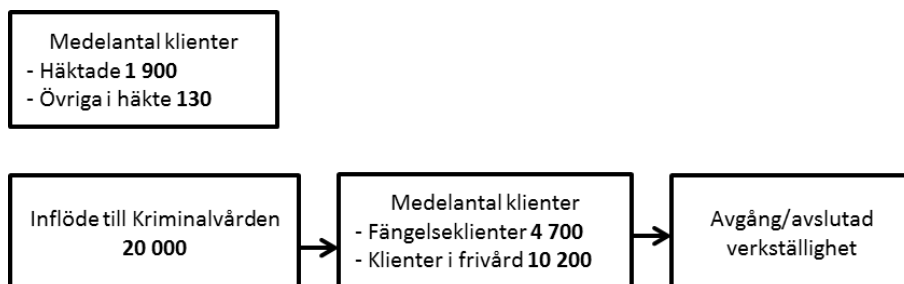 Medelantal klienter
- Häktade 1 900
- Övriga i häkte 130
Inflöde till Kriminalvården
20 000
Medelantal klienter
- Fängelseklienter 4 700
- Klienter i frivård 10 200
Avgång/avslutad
verkställighet